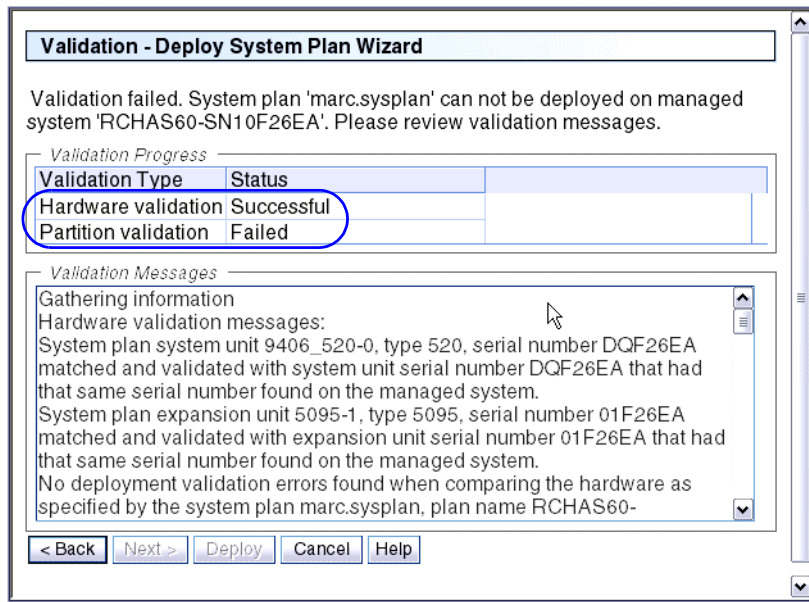 Validation - Deploy System Plan Wizard
Validation failed. System plan 'marc.sysplan' can not be deployed on managed
system 'RCHAS60-SN10F26EA'. Please review validation messages.
Validation Progress
Validation Type Status
Hardware validation Successful
Partition validation Failed
Validation Messages
Gathering information
Hardware validation messages:
System plan system unit 9406_520-0, type 520, serial number DQF26EA
matched and validated with system unit serial number DQF26EA that had
that same serial number found on the managed system.
System plan expansion unit 5095-1, type 5095, serial number 01F26EA
matched and validated with expansion unit serial number 01F26EA that had
that same serial number found on the managed system.
No deployment validation errors found when comparing the hardware as
specified by the system plan marc.sysplan, plan name RCHAS60-
< Back Next > Deploy Cancel Help